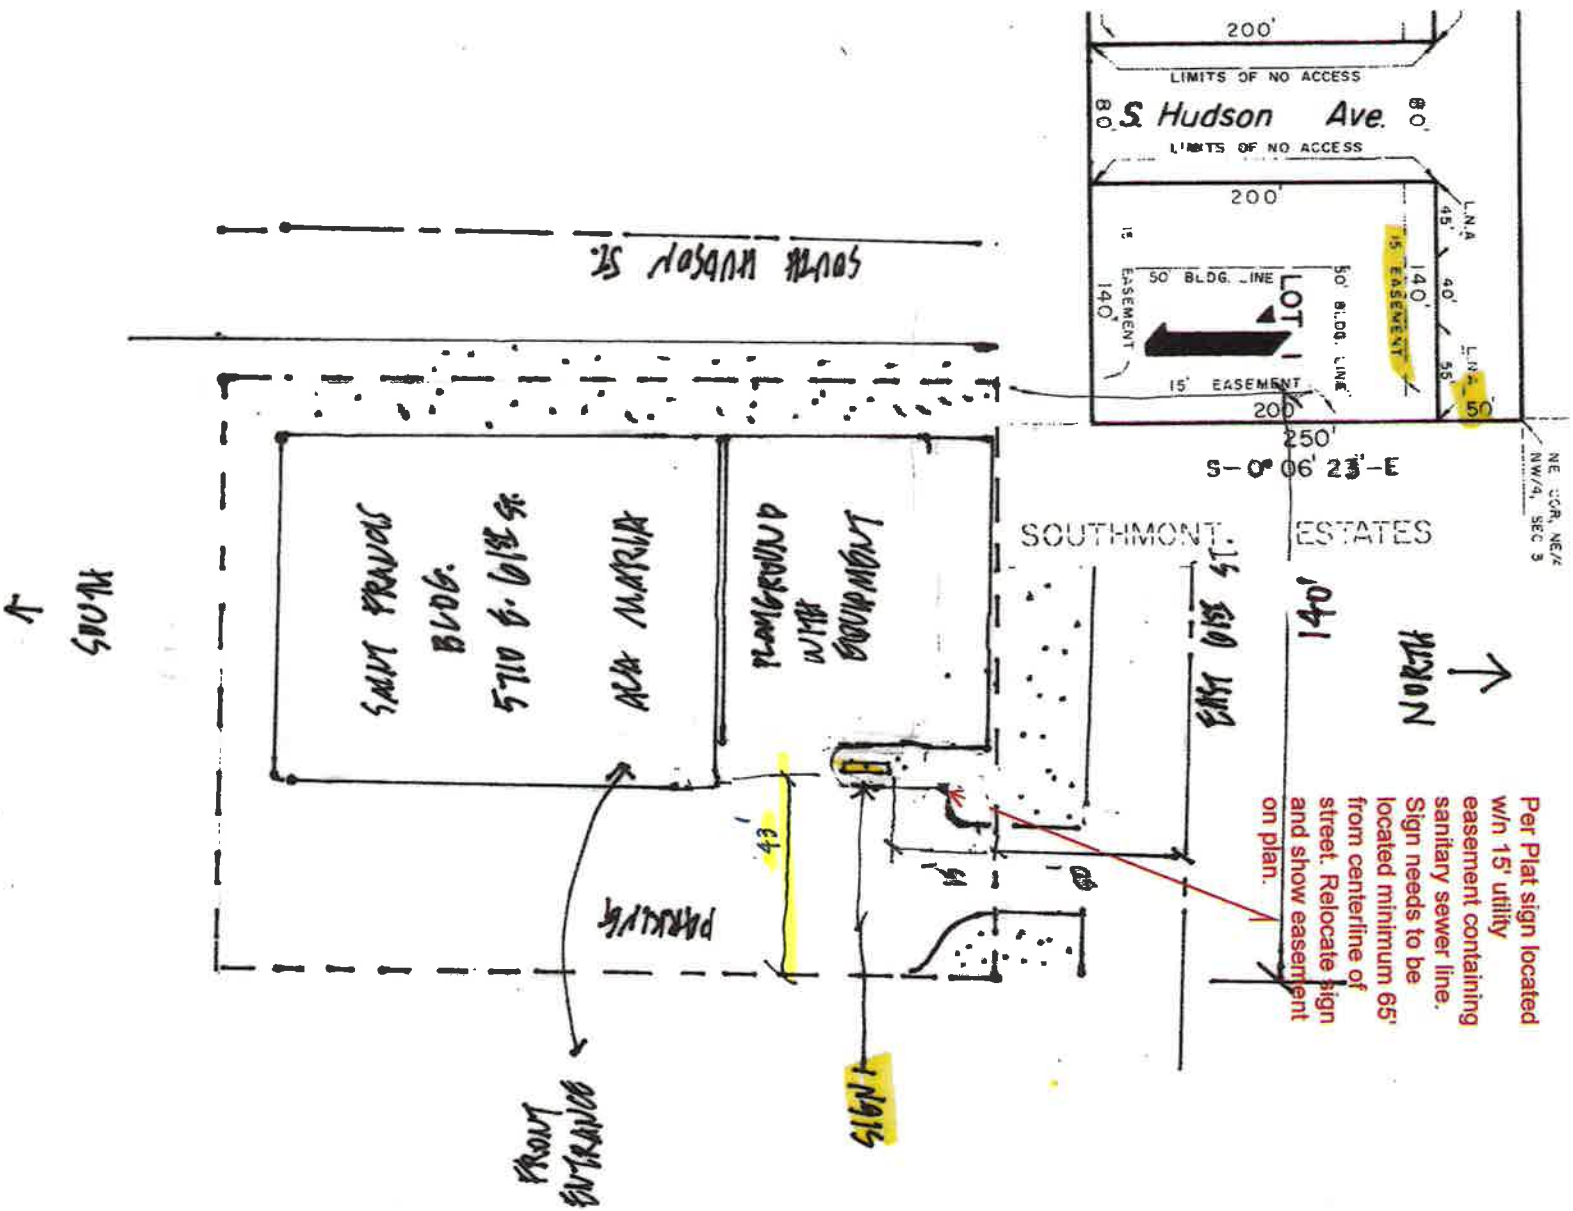 200'
LIMITS OF NO ACCESS
80'
S. Hudson Ave.
80'
LIMITS OF NO ACCESS
200'
L.N.A
45'
40'
55'
L.N.A
50'
15' EASEMENT
140'
50' BLDG. LINE
50' BLDG. LINE
LOT 1
15'
EASEMENT
140'
15' EASEMENT
200'
250'
S-0° 06' 23"-E
NE COR, NE/4
NW/4, SEC 3
SOUTHMONT ESTATES
SOUTH HUDSON ST.
SAINT FRANCIS
BLDG.
5710 E. 61st ST.
ALA MARIA
PLAYGROUND
WITH
EQUIPMENT
EAST 61st ST
140'
NORTH
SOUTH
43'
15'
50'
PARKING
SIGN 1
FRONT
ENTRANCE
Per Plat sign located
w/n 15' utility
easement containing
sanitary sewer line.
Sign needs to be
located minimum 65'
from centerline of
street. Relocate sign
and show easement
on plan.